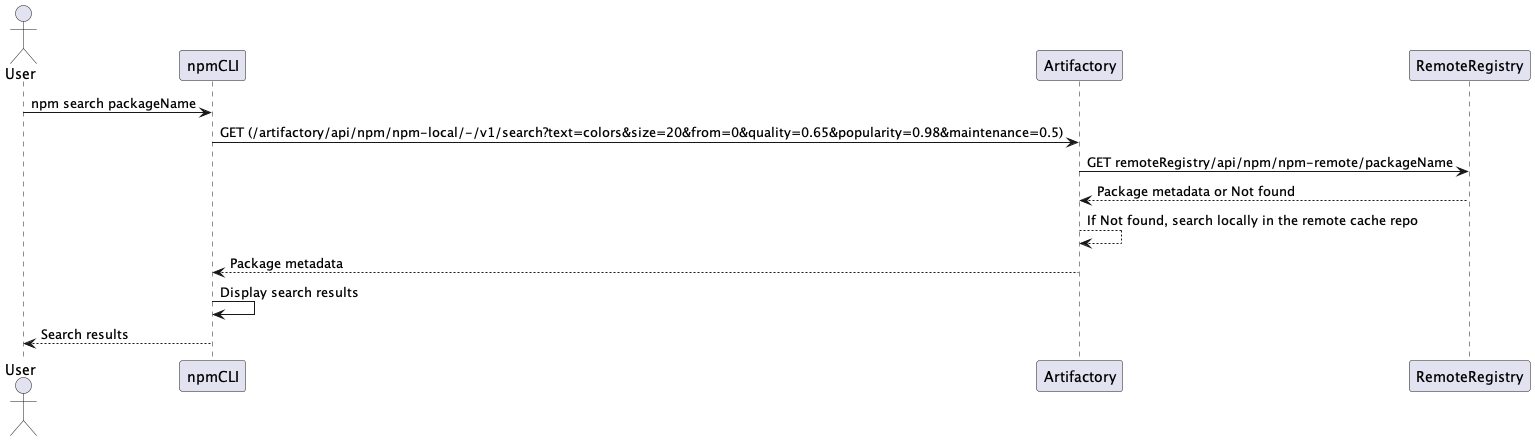 User
npmCLI
Artifactory
RemoteRegistry
npm search packageName
GET (/artifactory/api/npm/npm-local/-/v1/search?text=colors&size=20&from=0&quality=0.65&popularity=0.98&maintenance=0.5)
GET remoteRegistry/api/npm/npm-remote/packageName
Package metadata or Not found
If Not found, search locally in the remote cache repo
Package metadata
Display search results
Search results
User
npmCLI
Artifactory
RemoteRegistry